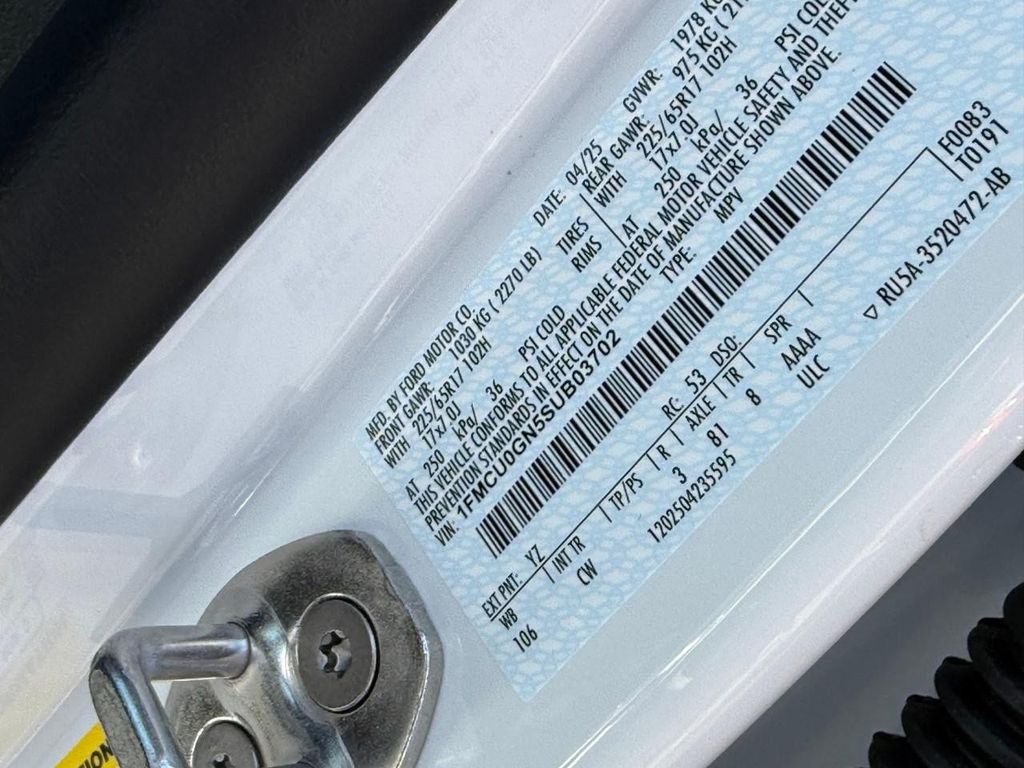 MFD. BY FORD MOTOR CO.
DATE: 04/25
GVWR: 1978 KG
FRONT GAWR: 1030 KG ( 2270 LB)
REAR GAWR: 975 KG
WITH 225/65R17 102H
TIRES WITH 225/65R17 102H
17x7.0J
RIMS 17x7.0J
AT 250 kPa/ 36 PSI COLD
AT 250 kPa/ 36 PSI COLD
THIS VEHICLE CONFORMS TO ALL APPLICABLE FEDERAL MOTOR VEHICLE SAFETY AND THEFT
PREVENTION STANDARDS IN EFFECT ON THE DATE OF MANUFACTURE SHOWN ABOVE.
VIN: 1FMCU0GN5SUB03702
TYPE: MPV
F0083
T0191
EXT PNT: YZ RC: 53 DSO:
WB INT TR TP/PS R AXLE TR SPR
106 CW 3 81 8 AAAA
1202504235595 ULC
▽ RU5A-3520472-AB